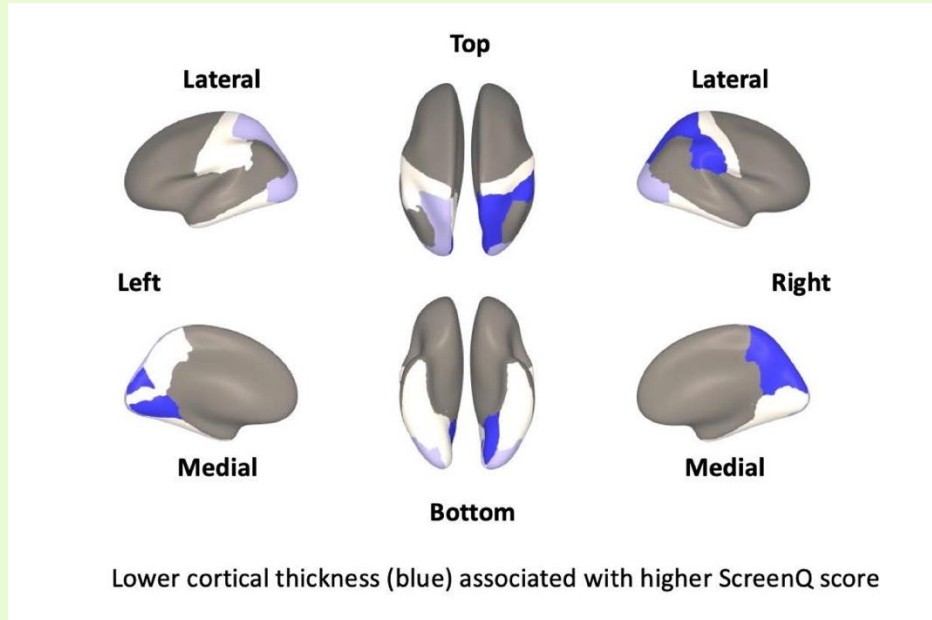 Top
Lateral
Lateral
Left
Right
Medial
Medial
Bottom
Lower cortical thickness (blue) associated with higher ScreenQ score